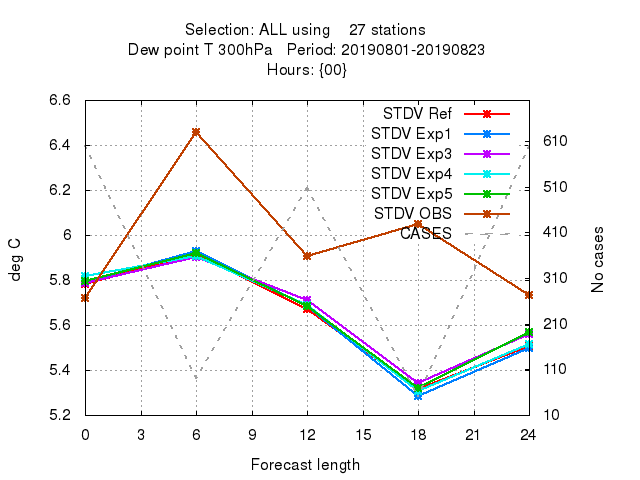 Selection: ALL using    27 stations
Dew point T 300hPa   Period: 20190801-20190823
Hours: {00}
6.6
6.4
6.2
6
5.8
5.6
5.4
5.2
deg C
STDV Ref
STDV Exp1
STDV Exp3
STDV Exp4
STDV Exp5
STDV OBS
CASES
610
510
410
310
210
110
10
No cases
0 3 6 9 12 15 18 21 24
Forecast length